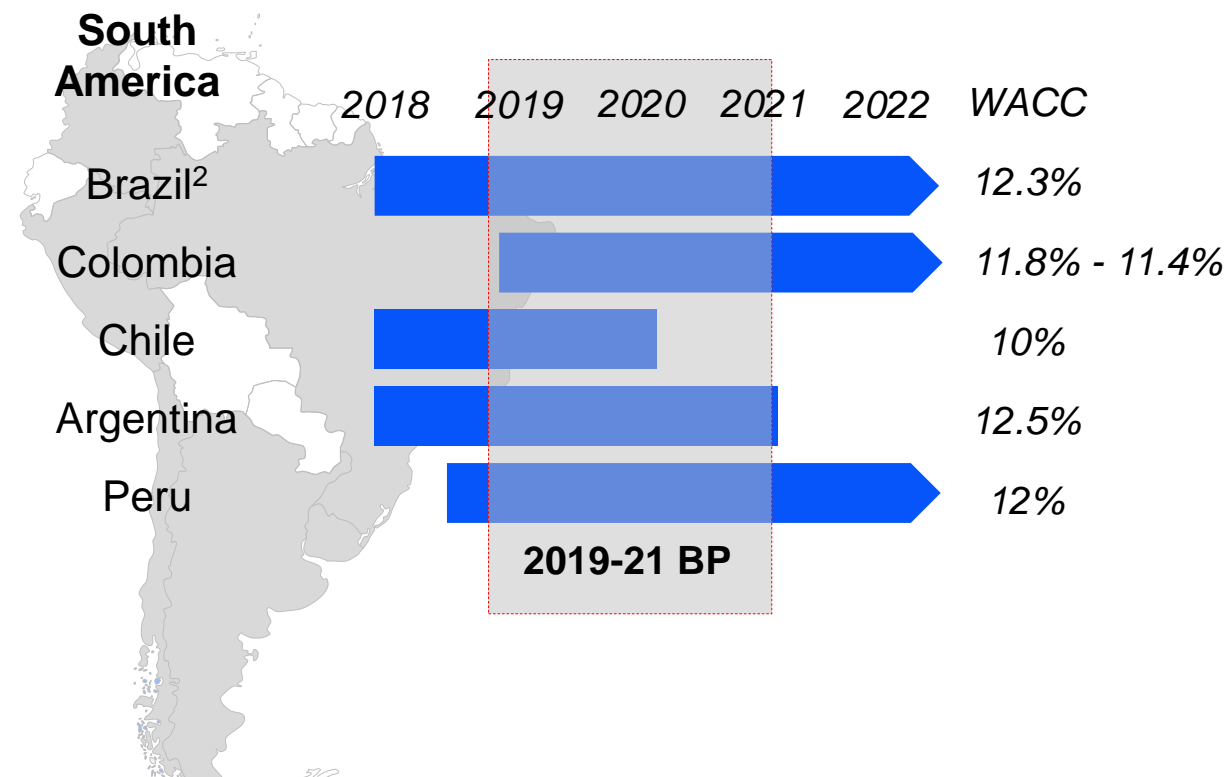 South
America
2018 2019 2020 2021 2022 WACC
Brazil² 12.3%
Colombia 11.8% - 11.4%
Chile 10%
Argentina 12.5%
Peru 12%
2019-21 BP